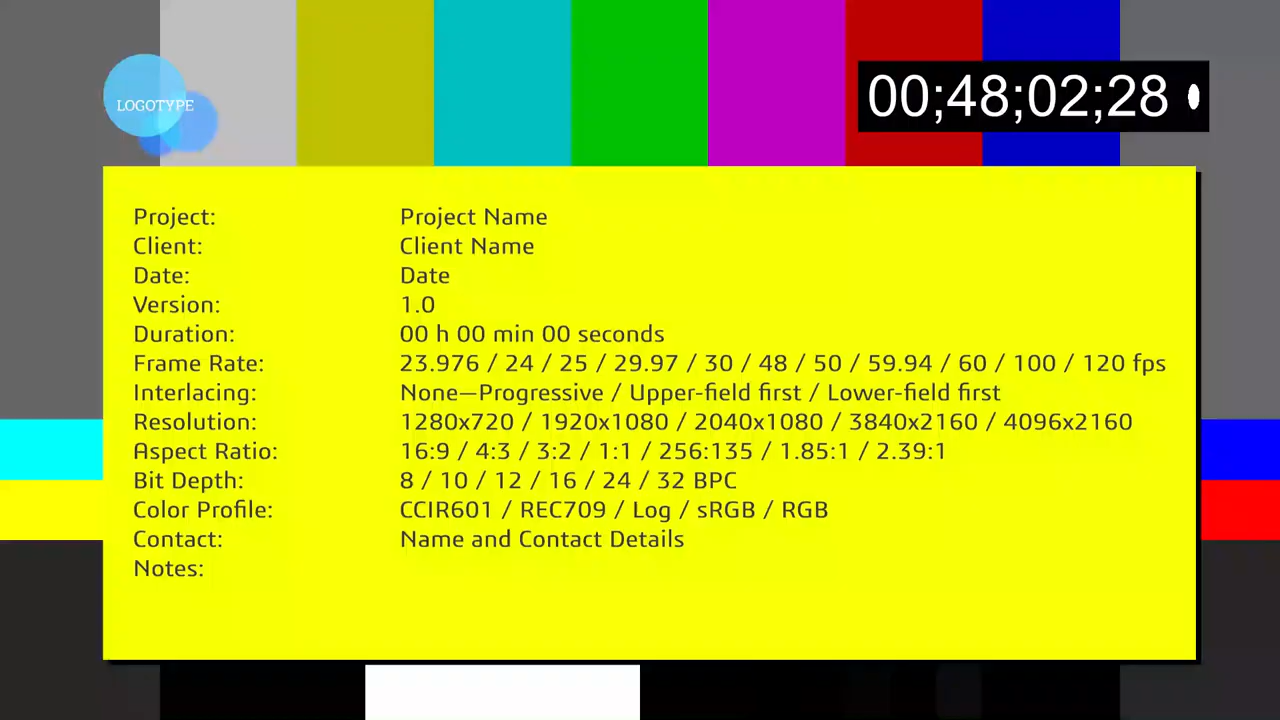 LOGOTYPE
00;48;02;28
Project: Project Name
Client: Client Name
Date: Date
Version: 1.0
Duration: 00 h 00 min 00 seconds
Frame Rate: 23.976 / 24 / 25 / 29.97 / 30 / 48 / 50 / 59.94 / 60 / 100 / 120 fps
Interlacing: None—Progressive / Upper-field first / Lower-field first
Resolution: 1280x720 / 1920x1080 / 2040x1080 / 3840x2160 / 4096x2160
Aspect Ratio: 16:9 / 4:3 / 3:2 / 1:1 / 256:135 / 1.85:1 / 2.39:1
Bit Depth: 8 / 10 / 12 / 16 / 24 / 32 BPC
Color Profile: CCIR601 / REC709 / Log / sRGB / RGB
Contact: Name and Contact Details
Notes: